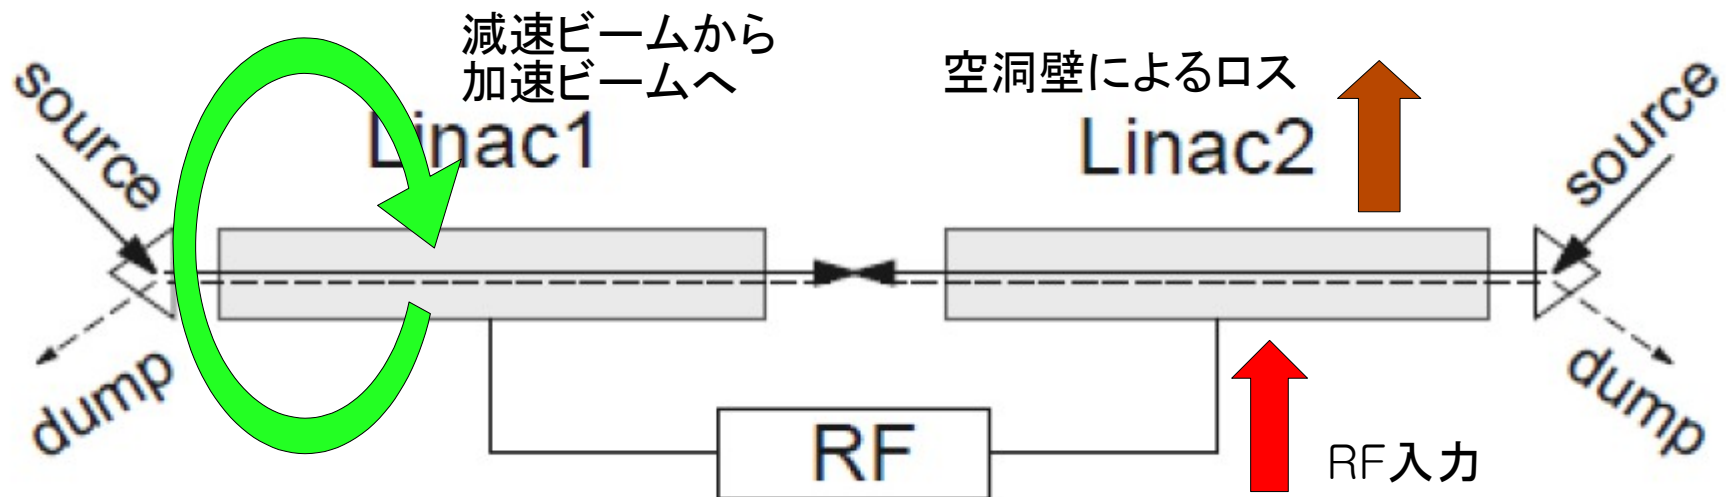 減速ビームから
加速ビームへ
空洞壁によるロス
source
Linac1
Linac2
source
dump
RF
RF入力
dump